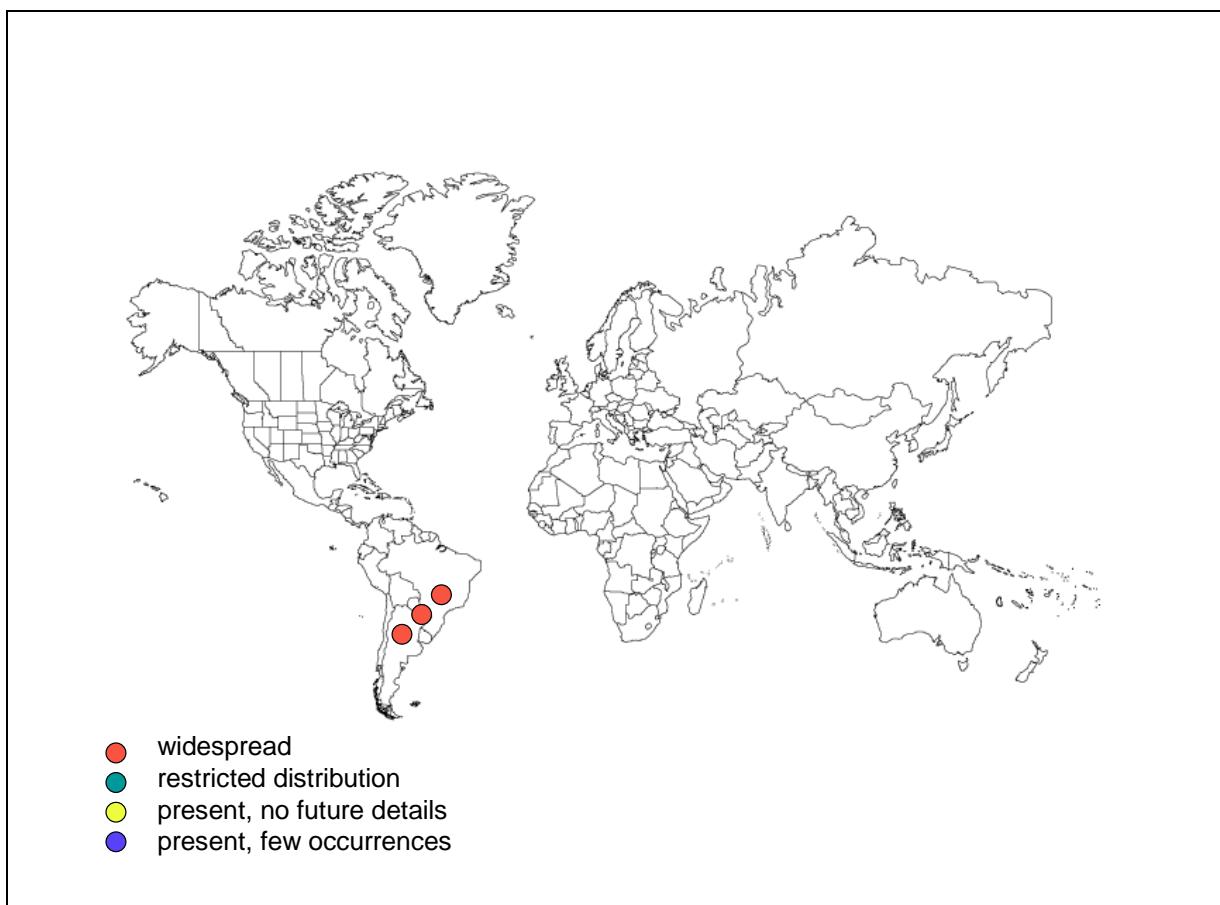 widespread
restricted distribution
present, no future details
present, few occurrences